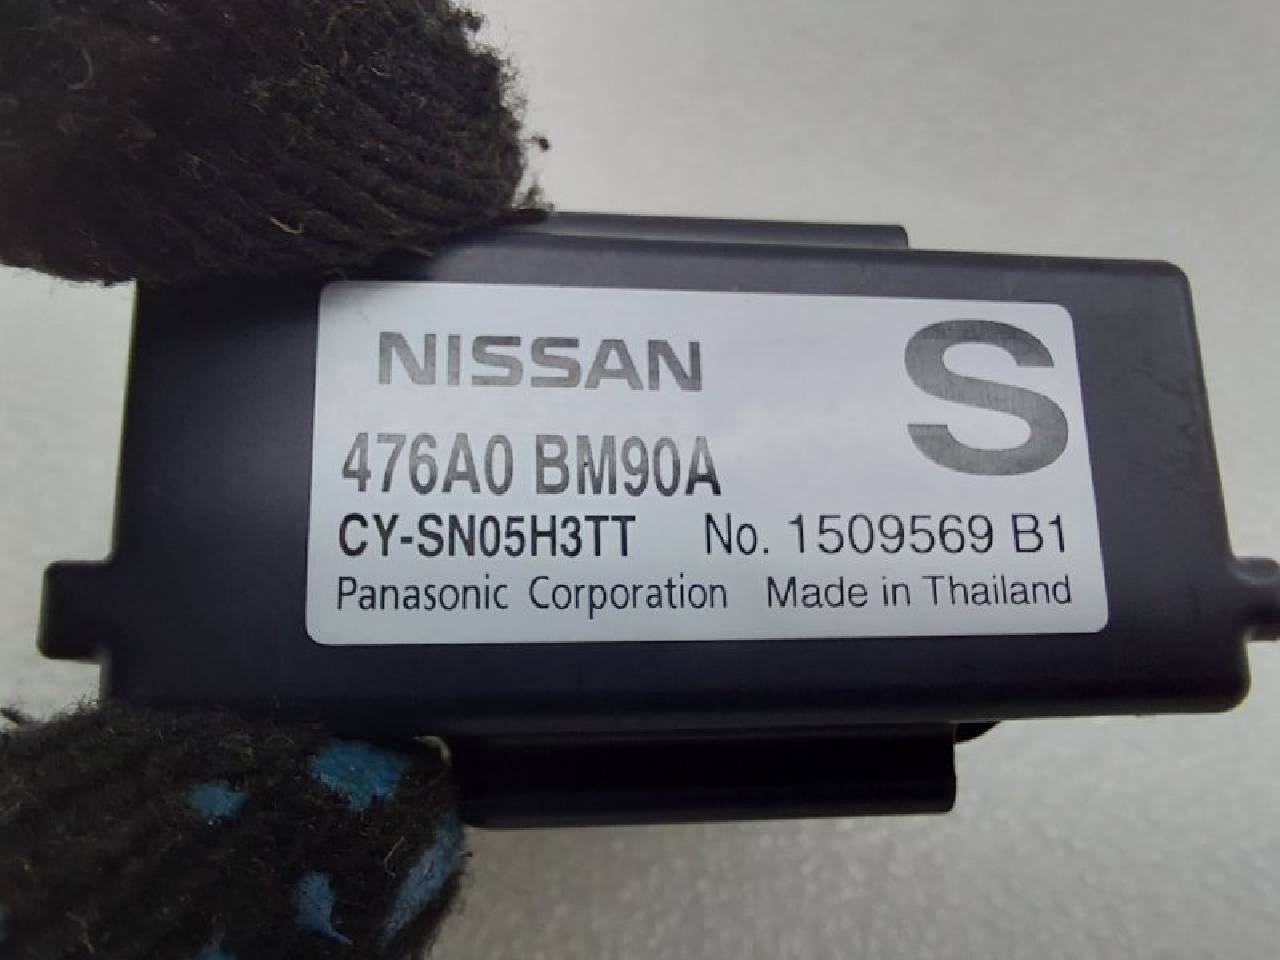 NISSAN
S
476A0 BM90A
CY-SN05H3TT No. 1509569 B1
Panasonic Corporation Made in Thailand